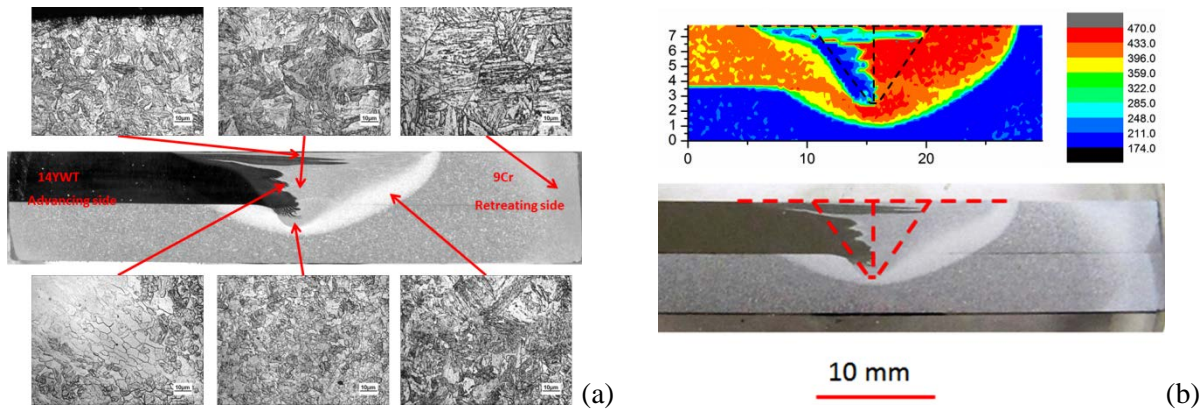 10μm
10μm
10μm
14YWT
Advancing side
9Cr
Retreating side
10μm
10μm
10μm
(a)
7
6
5
4
3
2
1
0
0
10
20
470.0
433.0
396.0
359.0
322.0
285.0
248.0
211.0
174.0
10 mm
(b)